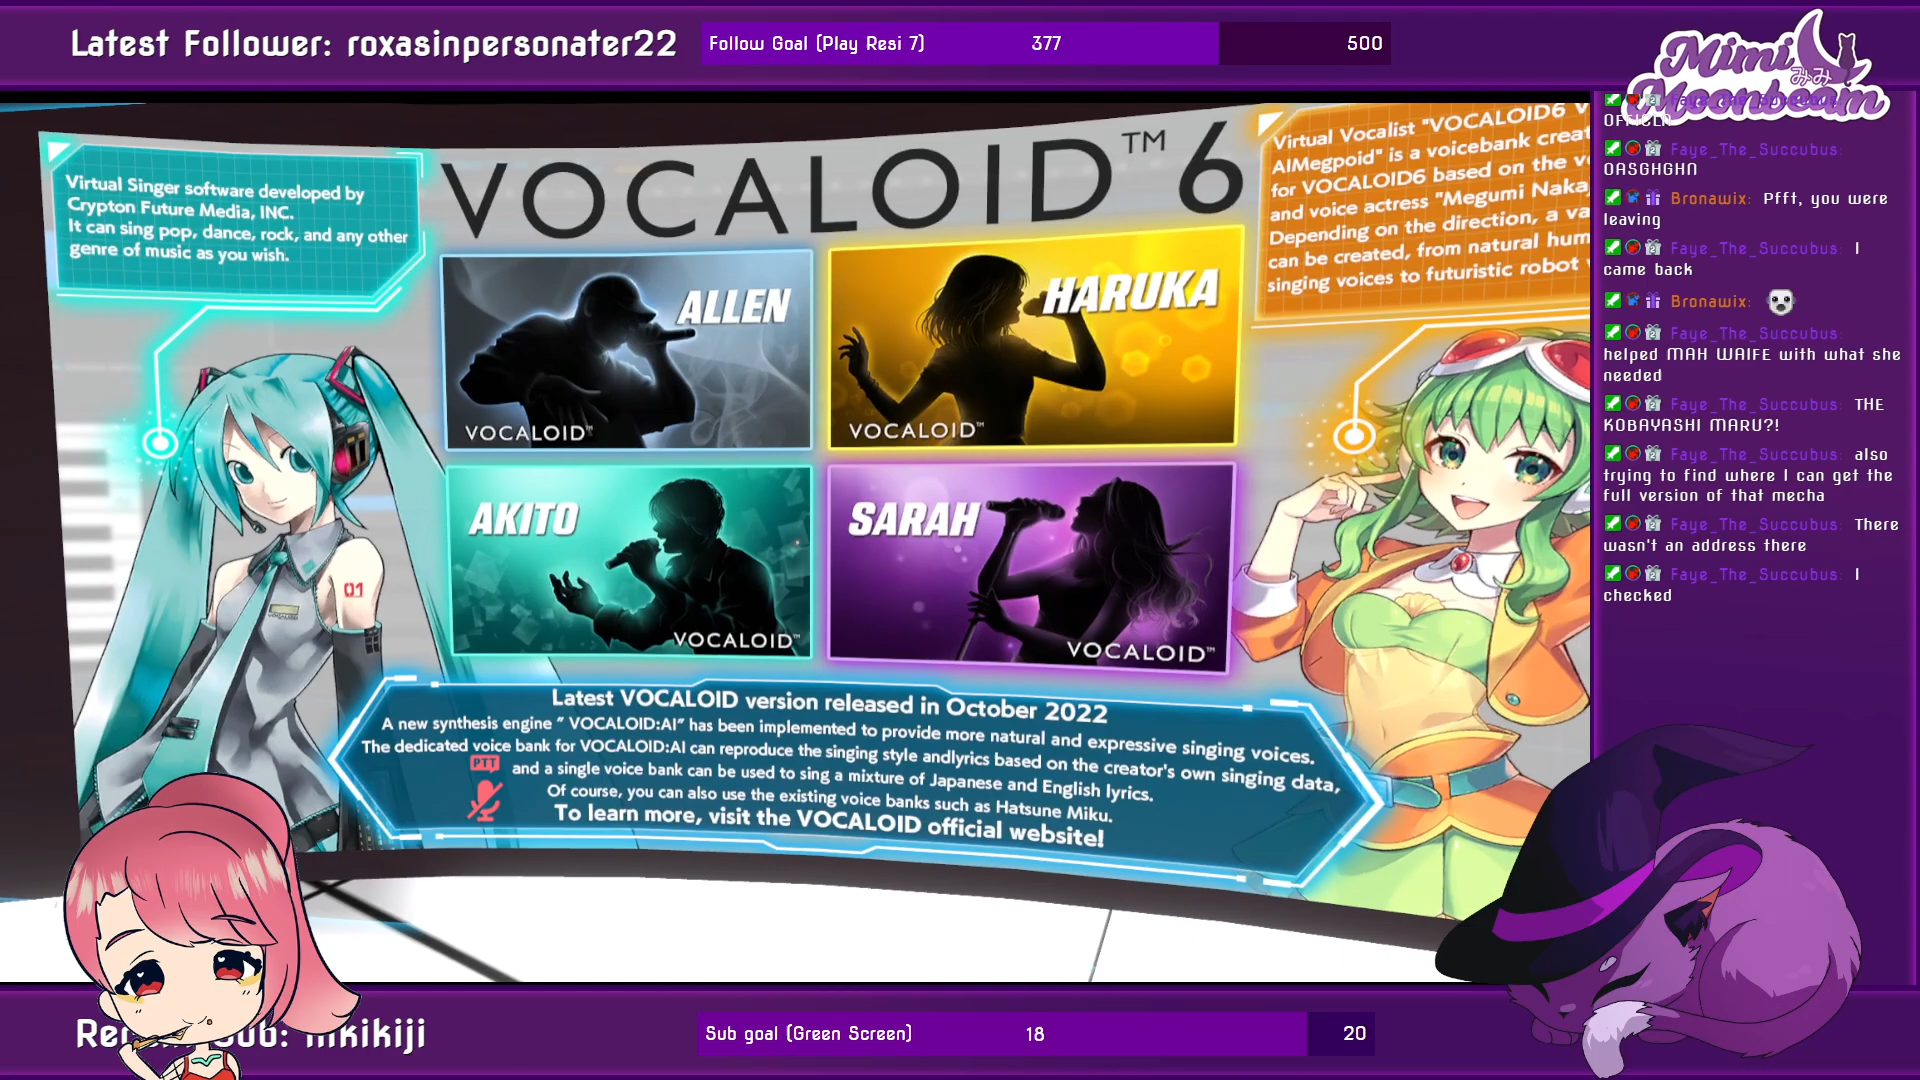 Latest Follower: roxasinpersonater22
Follow Goal (Play Resi 7) 377 500
Mimi
みみ
Moonbeam
Virtual Singer software developed by
Crypton Future Media, INC.
It can sing pop, dance, rock, and any other
genre of music as you wish.
VOCALOID™ 6
Virtual Vocalist "VOCALOID6 V
AIMegpoid" is a voicebank creat
for VOCALOID6 based on the v
and voice actress "Megumi Naka
Depending on the direction, a va
can be created, from natural hum
singing voices to futuristic robot
ALLEN
VOCALOID™
HARUKA
VOCALOID™
AKITO
VOCALOID™
SARAH
VOCALOID™
01
Latest VOCALOID version released in October 2022
A new synthesis engine " VOCALOID:AI" has been implemented to provide more natural and expressive singing voices.
The dedicated voice bank for VOCALOID:AI can reproduce the singing style andlyrics based on the creator's own singing data,
and a single voice bank can be used to sing a mixture of Japanese and English lyrics.
Of course, you can also use the existing voice banks such as Hatsune Miku.
To learn more, visit the VOCALOID official website!
PTT
Faye_The_Succubus:
Faye_The_Succubus:
OASGHGHN
Bronawix: Pfft, you were
leaving
Faye_The_Succubus: I
came back
Bronawix:
Faye_The_Succubus:
helped MAH WAIFE with what she
needed
Faye_The_Succubus: THE
KOBAYASHI MARU?!
Faye_The_Succubus: also
trying to find where I can get the
full version of that mecha
Faye_The_Succubus: There
wasn't an address there
Faye_The_Succubus: I
checked
Sub goal (Green Screen) 18 20